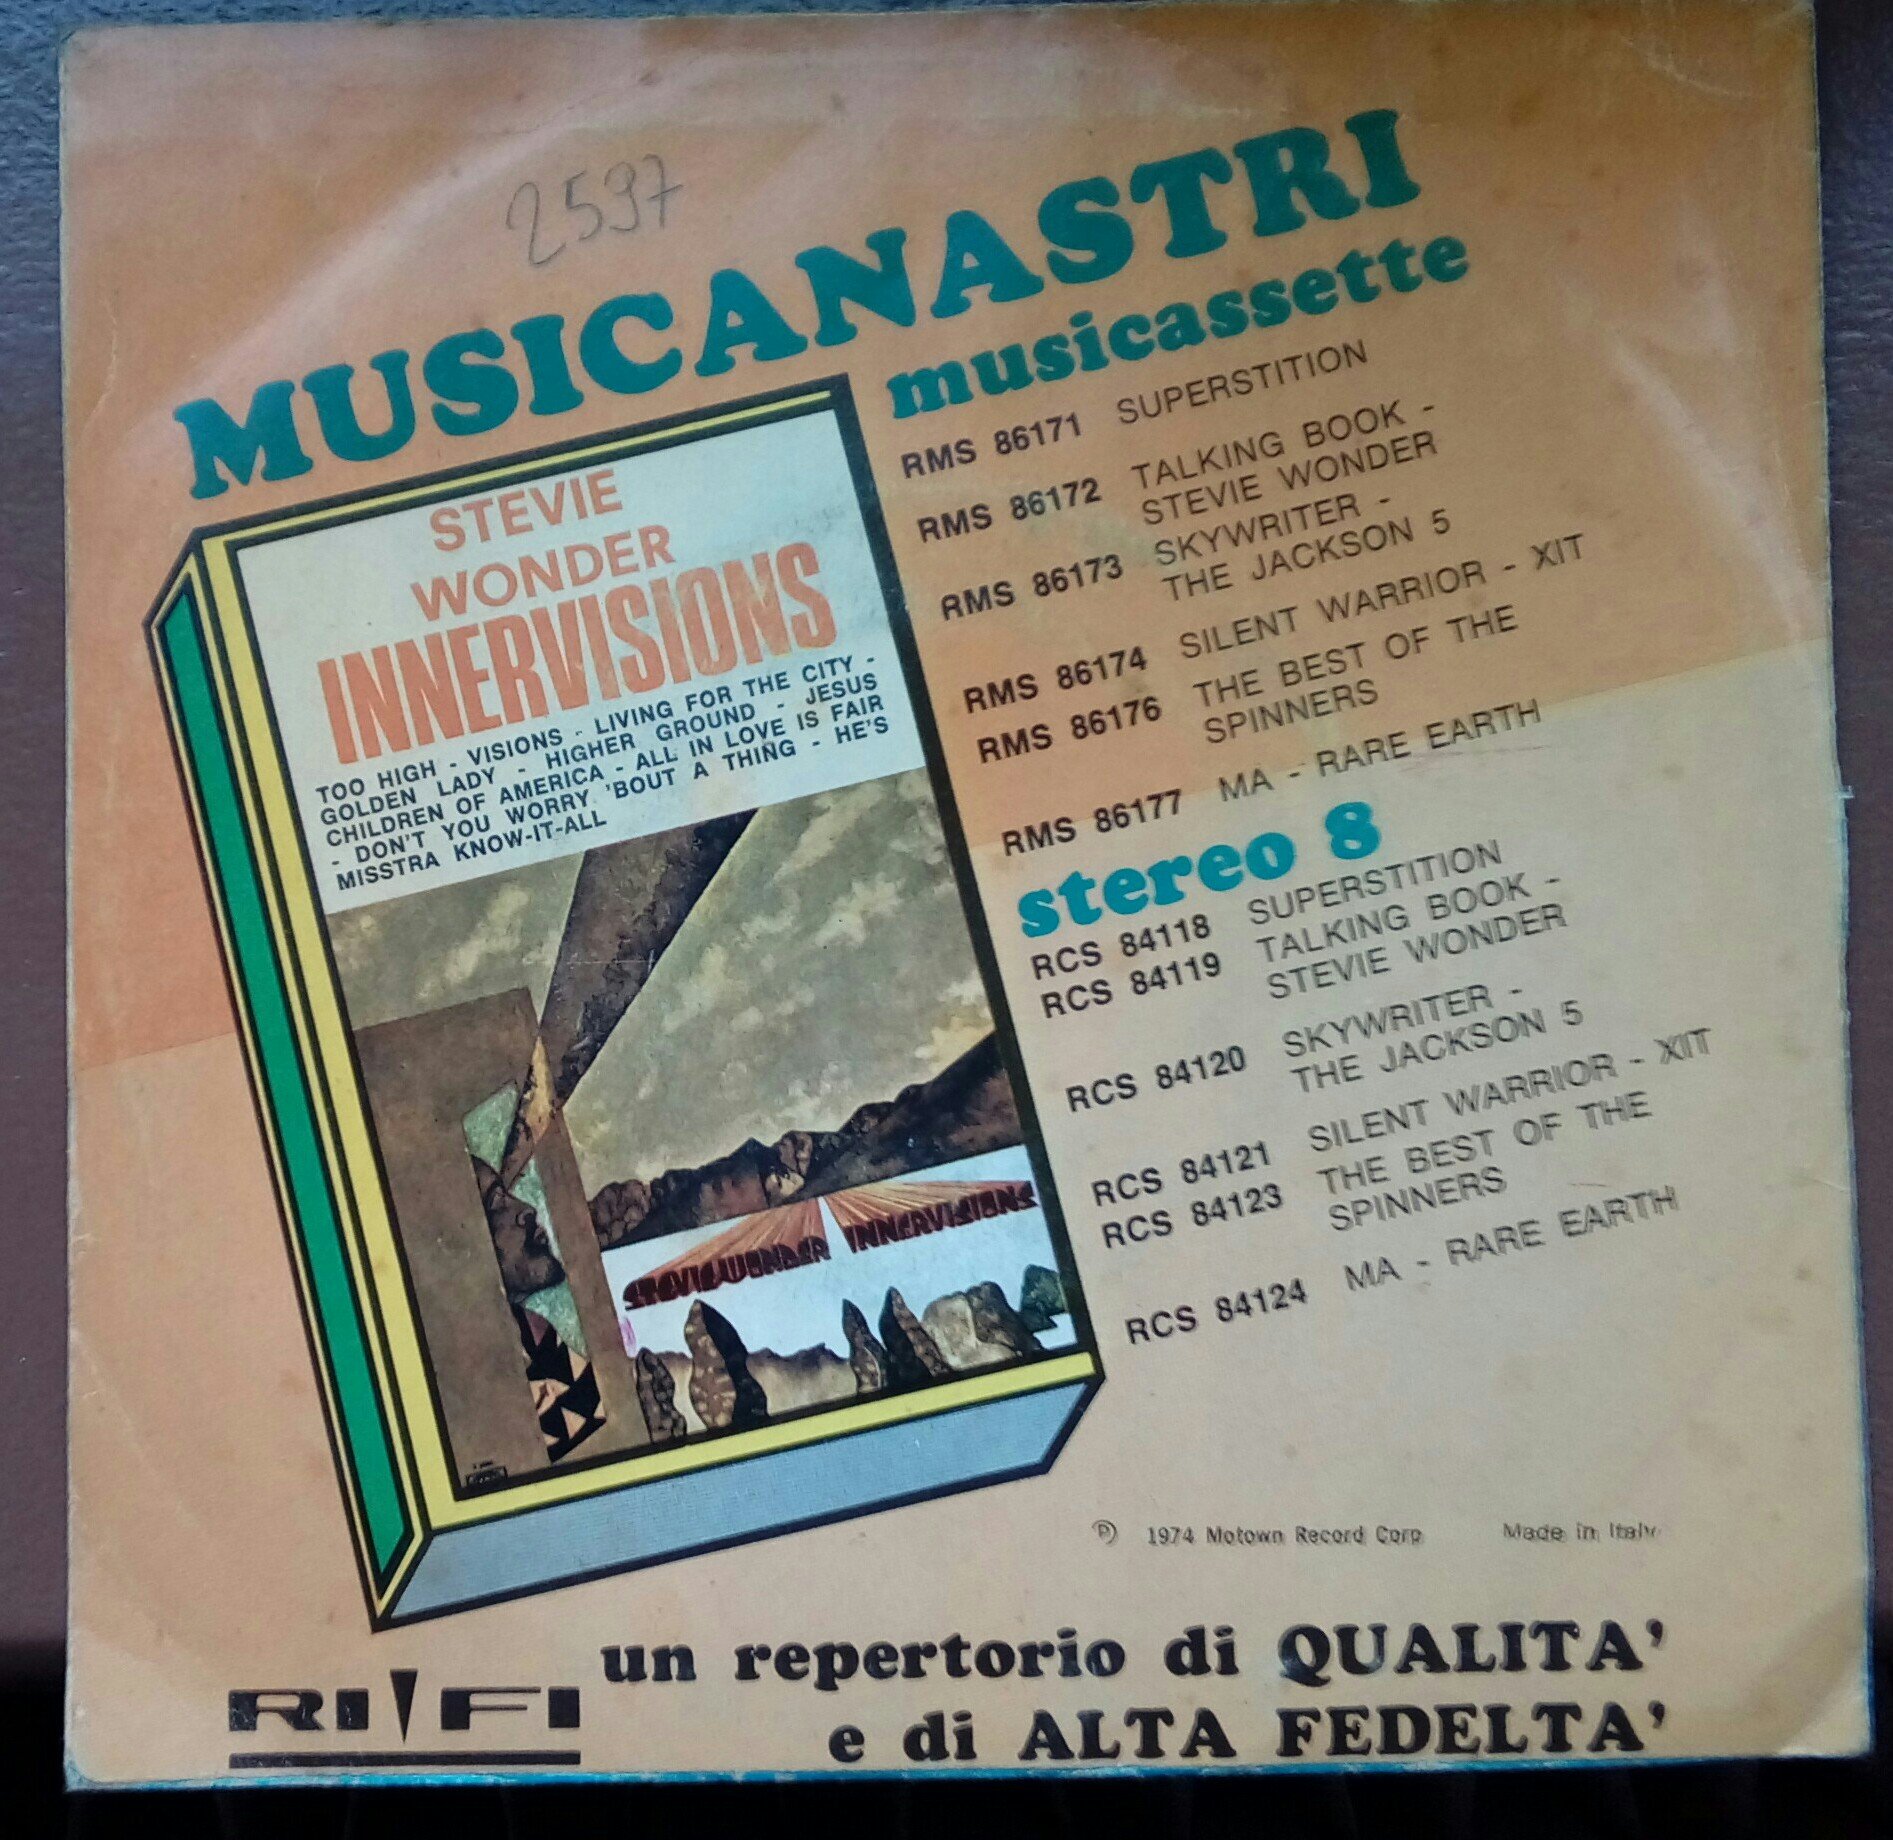 2597
MUSICANASTRI
musicassette
STEVIE
WONDER
INNERVISIONS
TOO HIGH - VISIONS - LIVING FOR THE CITY -
GOLDEN LADY - HIGHER GROUND - JESUS
CHILDREN OF AMERICA - ALL IN LOVE IS FAIR
- DON'T YOU WORRY 'BOUT A THING - HE'S
MISSTRA KNOW-IT-ALL
STEVIE WONDER INNERVISIONS
RMS 86171 SUPERSTITION
RMS 86172 TALKING BOOK -
STEVIE WONDER
RMS 86173 SKYWRITER -
THE JACKSON 5
RMS 86174 SILENT WARRIOR - XIT
RMS 86176 THE BEST OF THE
SPINNERS
RMS 86177 MA - RARE EARTH
stereo 8
RCS 84118 SUPERSTITION
RCS 84119 TALKING BOOK -
STEVIE WONDER
RCS 84120 SKYWRITER -
THE JACKSON 5
RCS 84121 SILENT WARRIOR - XIT
RCS 84123 THE BEST OF THE
SPINNERS
RCS 84124 MA - RARE EARTH
Ⓟ 1974 Motown Record Corp Made in Italy
RI FI
un repertorio di QUALITA'
e di ALTA FEDELTA'